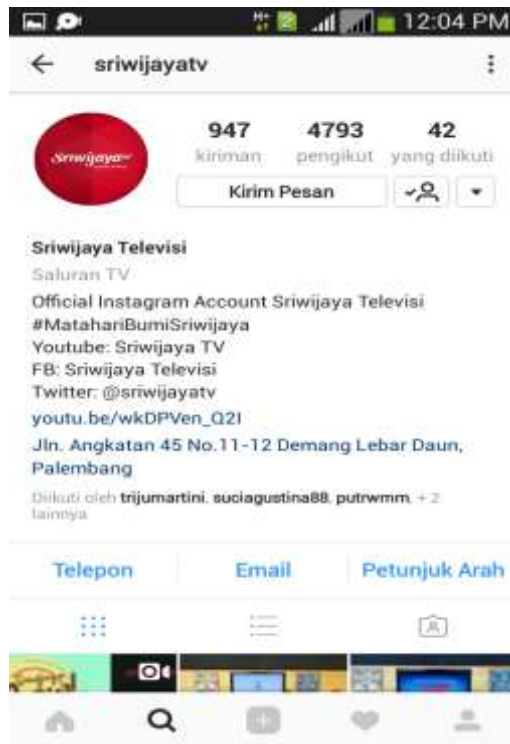 12:04 PM
sriwijayatv
Sriwijaya
947 4793 42
kiriman pengikut yang diikuti
Kirim Pesan
Sriwijaya Televisi
Saluran TV
Official Instagram Account Sriwijaya Televisi
#MatahariBumiSriwijaya
Youtube: Sriwijaya TV
FB: Sriwijaya Televisi
Twitter: @sriwijayatv
youtu.be/wkDPVen_Q2I
Jln. Angkatan 45 No.11-12 Demang Lebar Daun,
Palembang
Diikuti oleh trijumartini, suciagustina88, putrwmm, + 2
lainnya
Telepon Email Petunjuk Arah